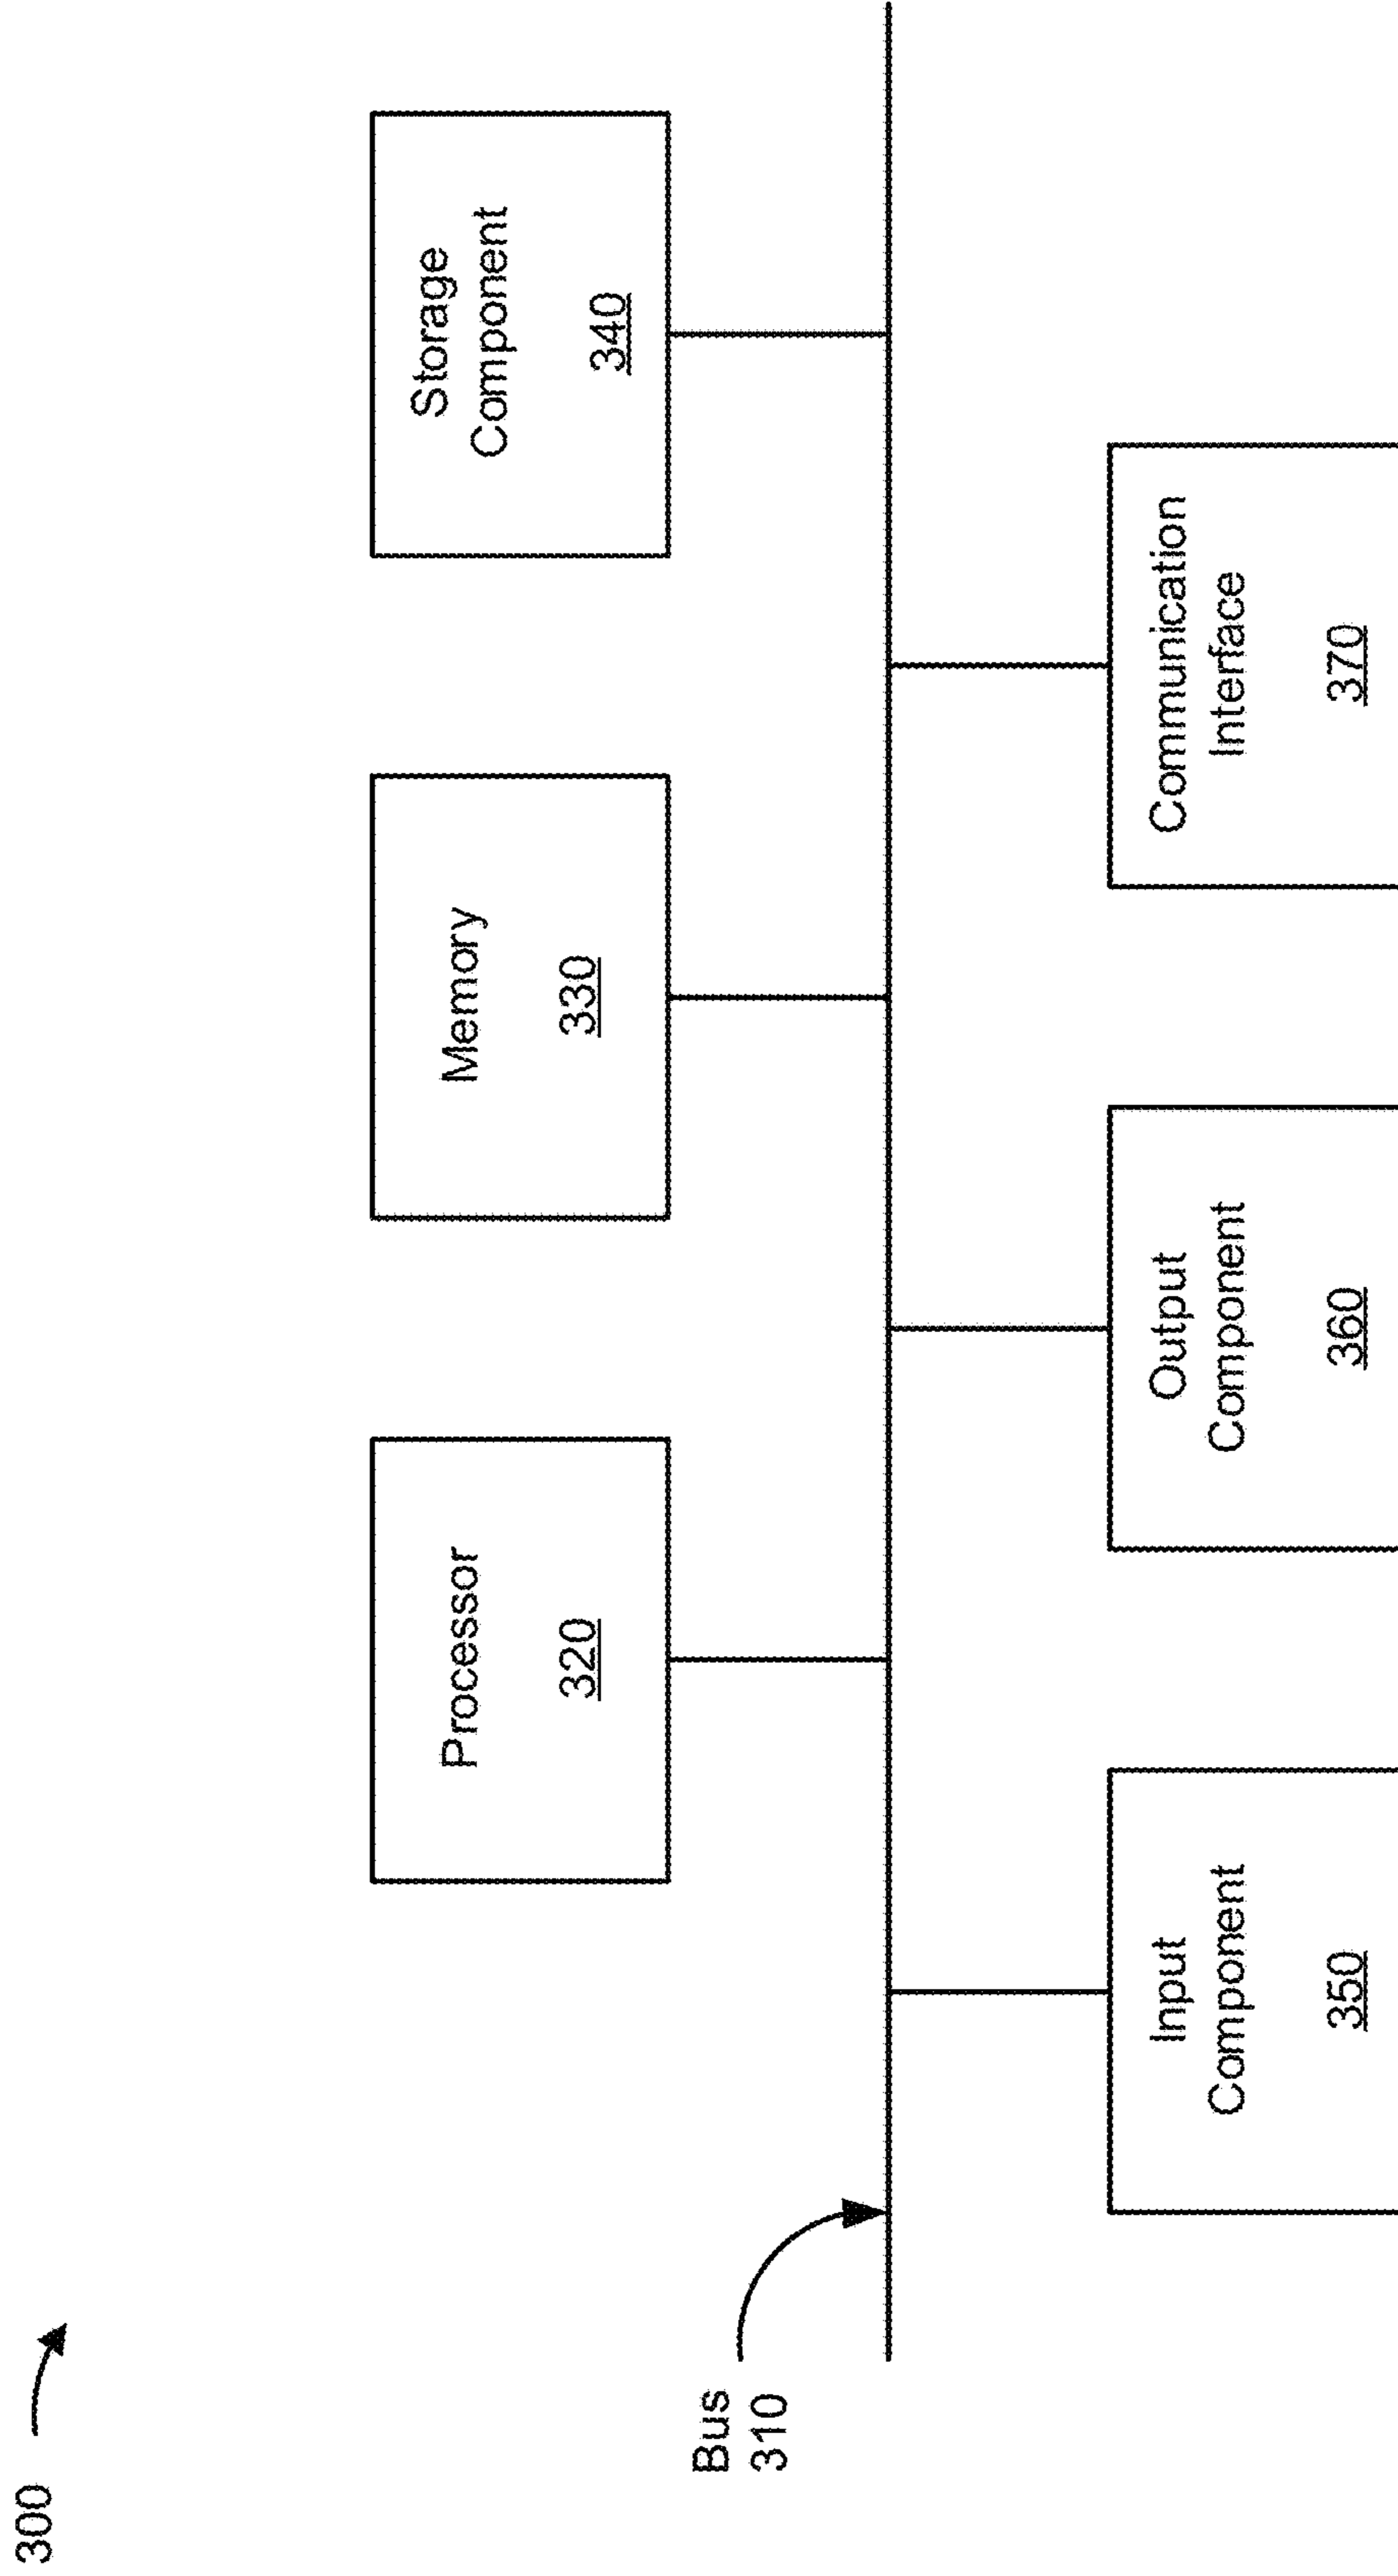 300
Processor
320
Memory
330
Storage
Component
340
Bus
310
Input
Component
350
Output
Component
360
Communication
Interface
370